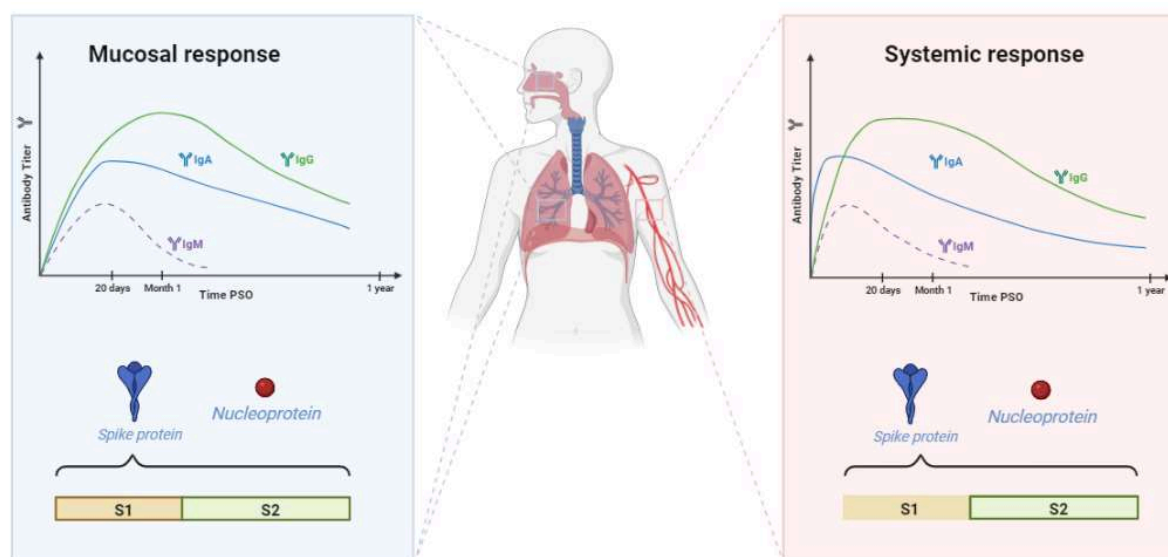 Mucosal response
Antibody Titer
IgA
IgG
IgM
20 days
Month 1
1 year
Time PSO
Spike protein
Nucleoprotein
S1
S2
Systemic response
Antibody Titer
IgA
IgG
IgM
20 days
Month 1
1 year
Time PSO
Spike protein
Nucleoprotein
S1
S2